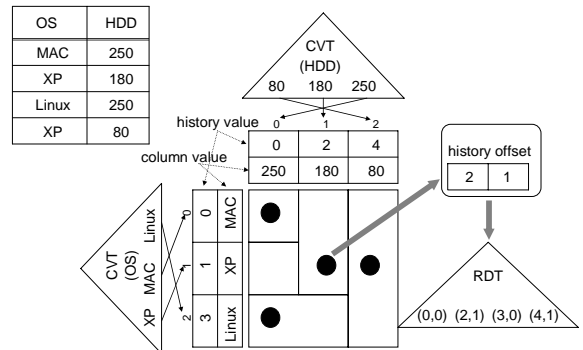 OS HDD
MAC 250
XP 180
Linux 250
XP 80
CVT
(HDD)
80 180 250
history value
0 1 2
0 2 4
column value
250 180 80
history offset
2 1
CVT
(OS)
Linux
MAC
XP
0 0 MAC
1 1 XP
2 3 Linux
RDT
(0,0) (2,1) (3,0) (4,1)